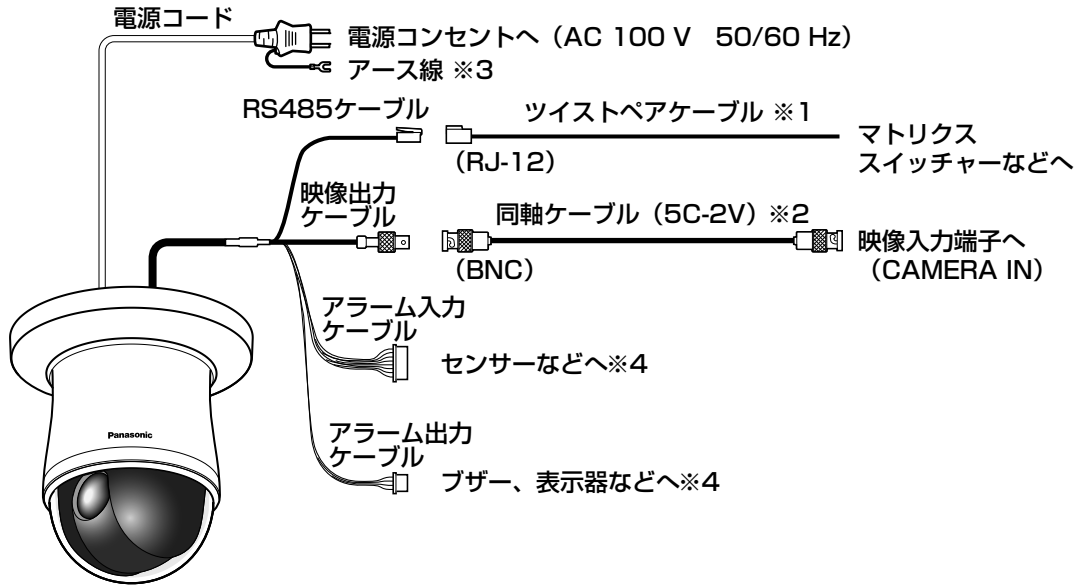 電源コード
電源コンセントへ（AC 100 V　50/60 Hz）
アース線 ※3
RS485ケーブル
ツイストペアケーブル ※1
（RJ-12）
マトリクス
スイッチャーなどへ
映像出力
ケーブル
同軸ケーブル（5C-2V）※2
（BNC）
映像入力端子へ
（CAMERA IN）
アラーム入力
ケーブル
センサーなどへ※4
Panasonic
アラーム出力
ケーブル
ブザー、表示器などへ※4